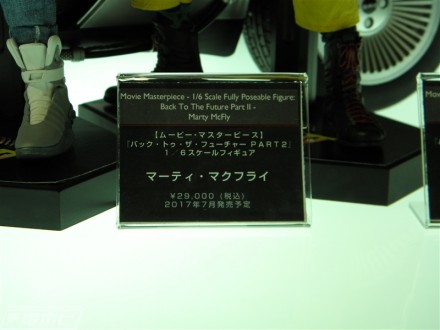 Movie Masterpiece - 1/6 Scale Fully Poseable Figure:
Back To The Future Part II -
Marty McFly
【ムービー・マスターピース】
『バック・トゥ・ザ・フューチャー PART2』
1/6スケールフィギュア
マーティ・マクフライ
￥29,000（税込）
2017年7月発売予定